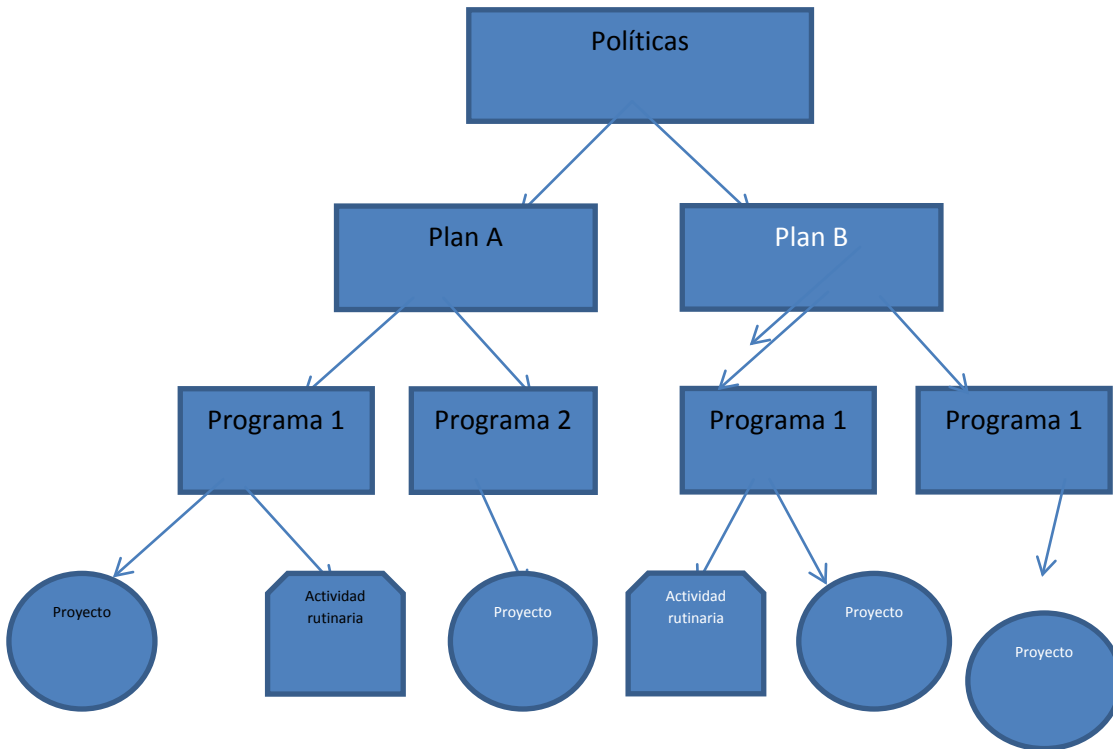 Políticas
Plan A
Plan B
Programa 1
Programa 2
Programa 1
Programa 1
Proyecto
Actividad
rutinaria
Proyecto
Actividad
rutinaria
Proyecto
Proyecto